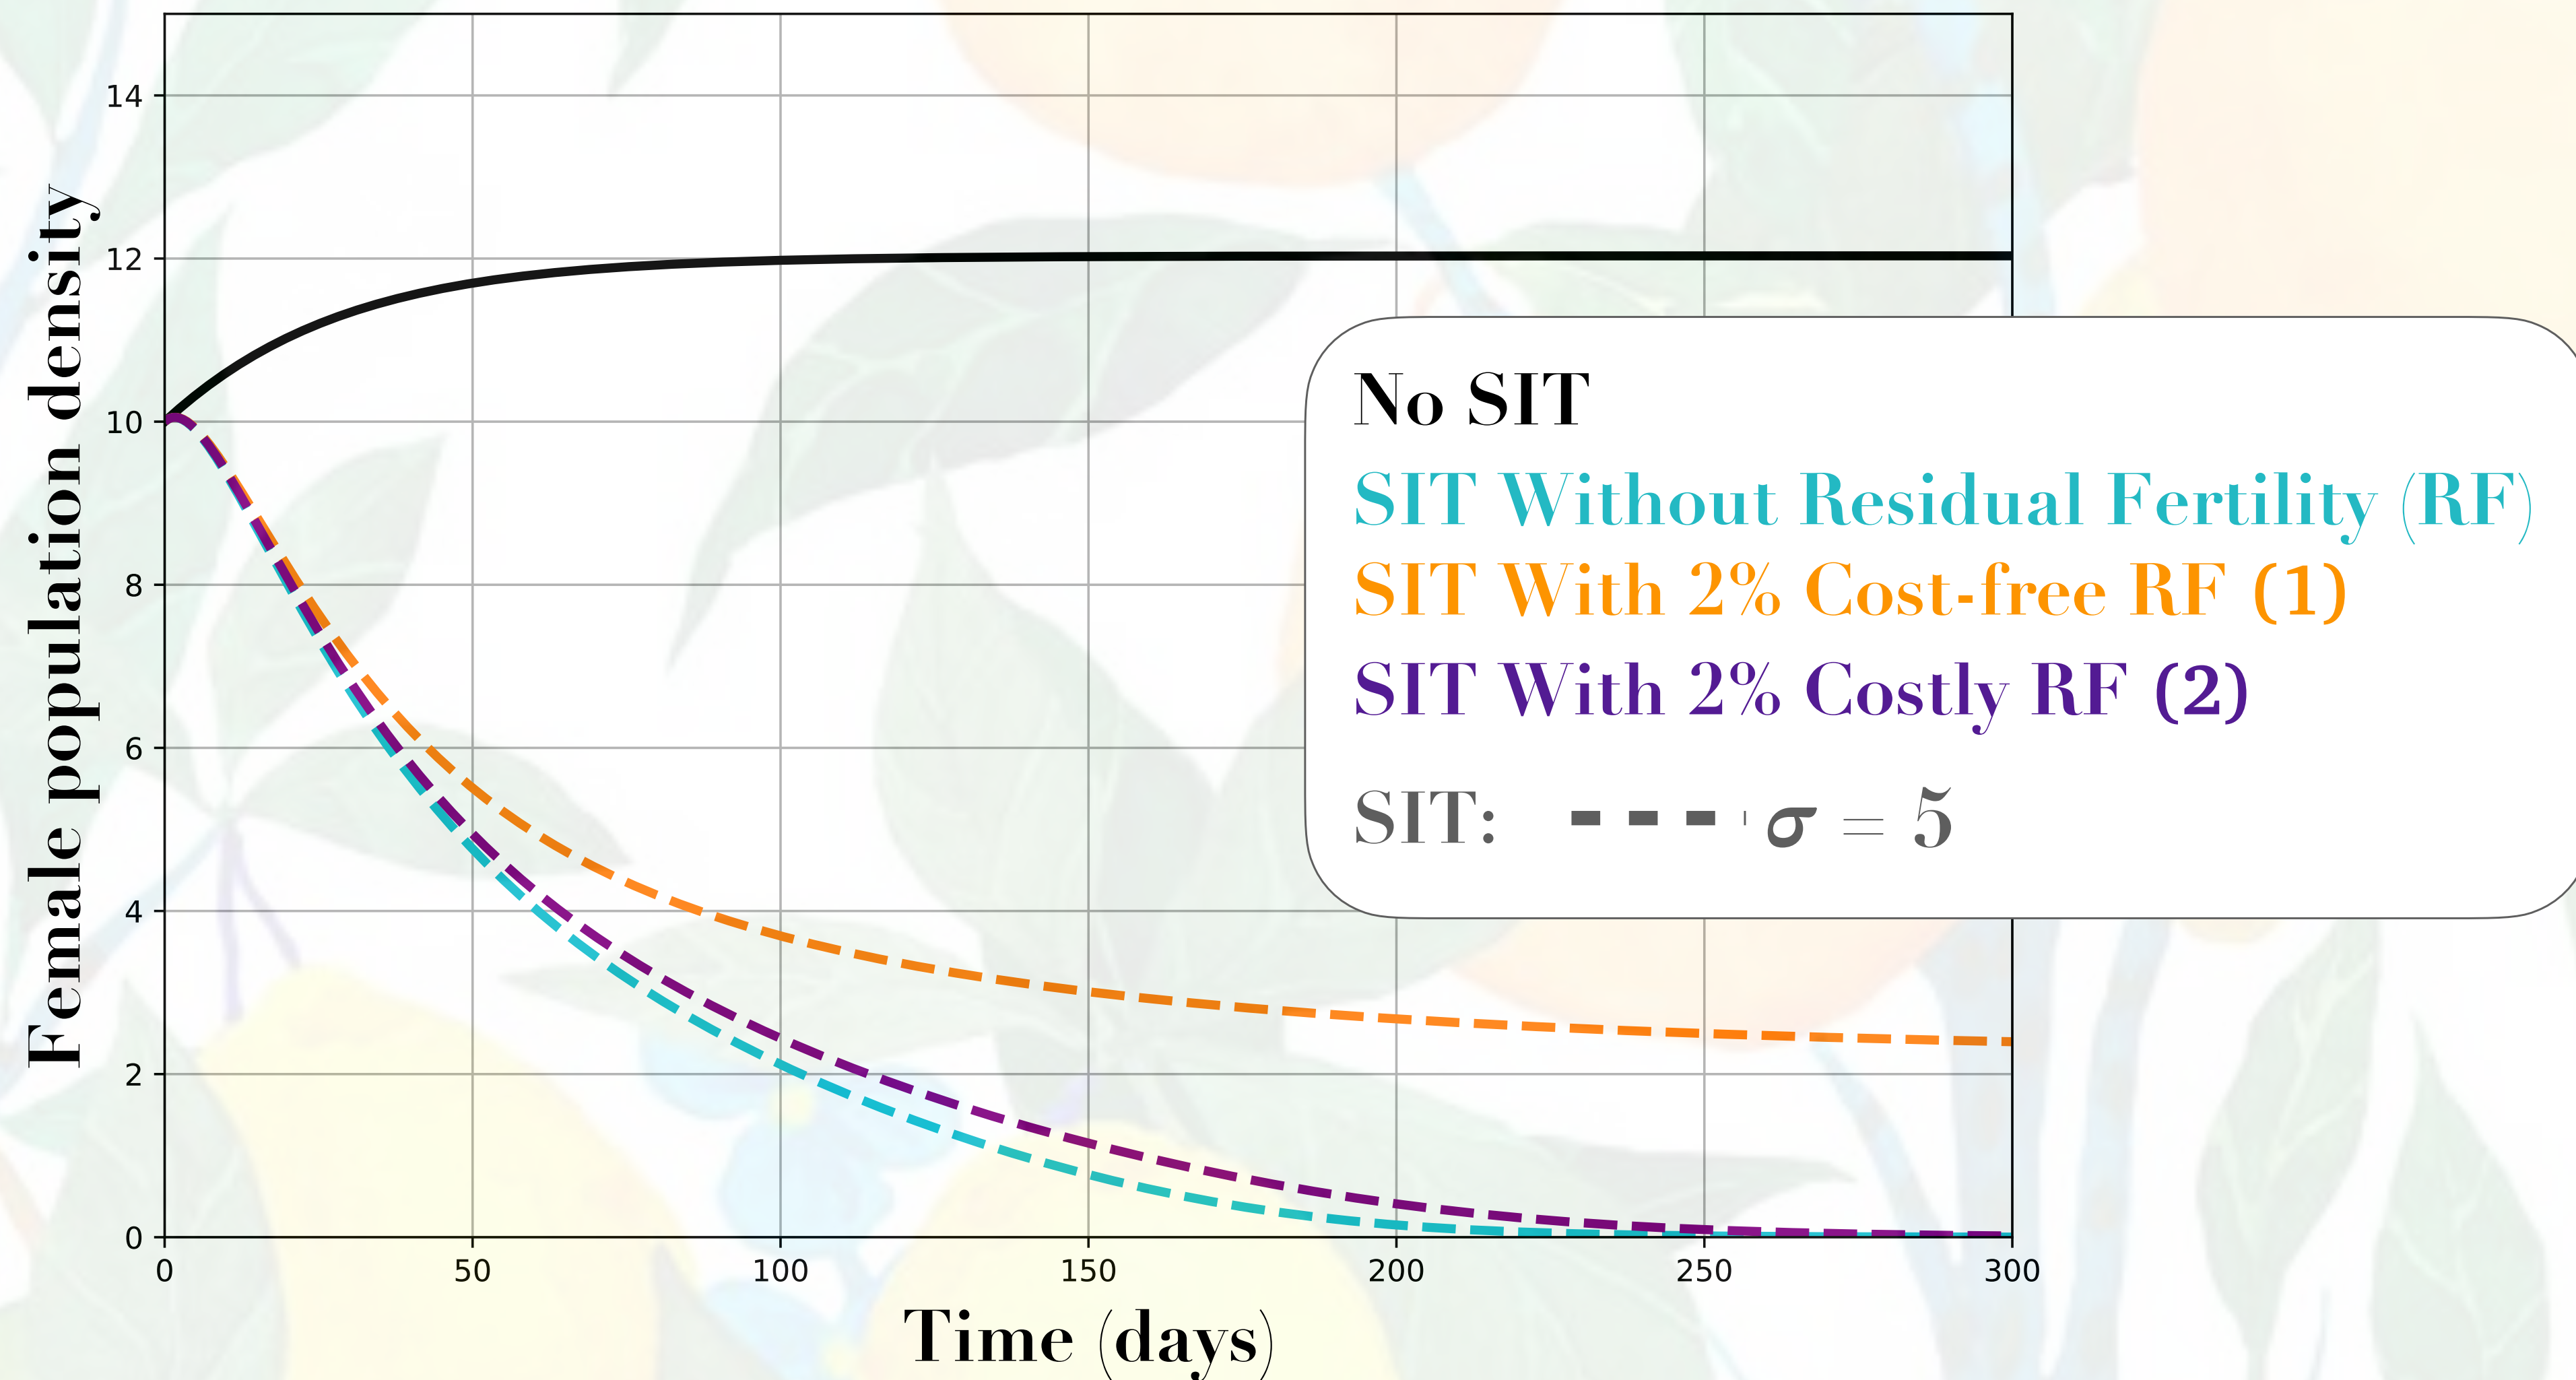 Female population density
14
12
10
8
6
4
2
0
0 50 100 150 200 250 300
Time (days)
No SIT
SIT Without Residual Fertility (RF)
SIT With 2% Cost-free RF (1)
SIT With 2% Costly RF (2)
SIT: σ = 5